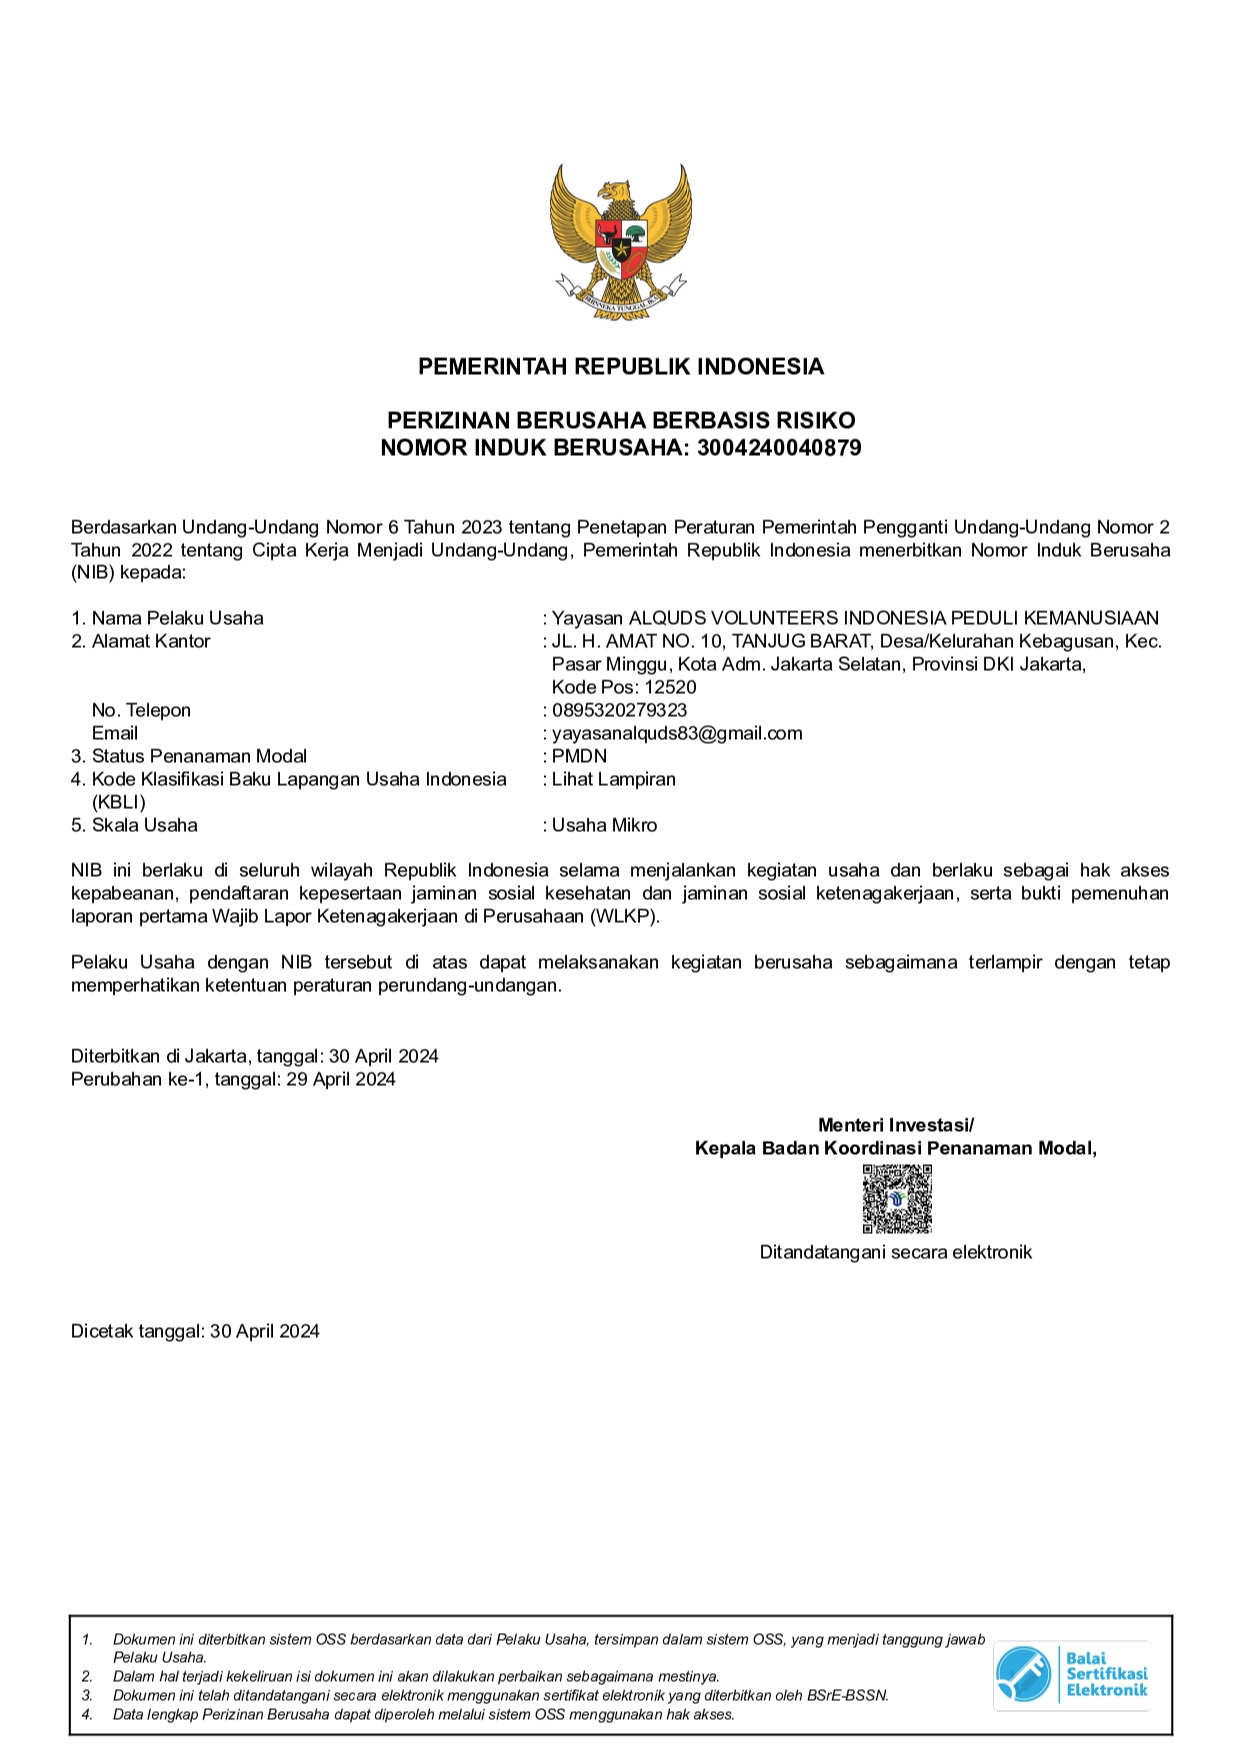 BHINNEKA TUNGGAL IKA
PEMERINTAH REPUBLIK INDONESIA
PERIZINAN BERUSAHA BERBASIS RISIKO
NOMOR INDUK BERUSAHA: 3004240040879
Berdasarkan Undang-Undang Nomor 6 Tahun 2023 tentang Penetapan Peraturan Pemerintah Pengganti Undang-Undang Nomor 2
Tahun 2022 tentang Cipta Kerja Menjadi Undang-Undang, Pemerintah Republik Indonesia menerbitkan Nomor Induk Berusaha
(NIB) kepada:
1. Nama Pelaku Usaha : Yayasan ALQUDS VOLUNTEERS INDONESIA PEDULI KEMANUSIAAN
2. Alamat Kantor : JL. H. AMAT NO. 10, TANJUG BARAT, Desa/Kelurahan Kebagusan, Kec.
Pasar Minggu, Kota Adm. Jakarta Selatan, Provinsi DKI Jakarta,
Kode Pos: 12520
No. Telepon : 0895320279323
Email : yayasanalquds83@gmail.com
3. Status Penanaman Modal : PMDN
4. Kode Klasifikasi Baku Lapangan Usaha Indonesia : Lihat Lampiran
(KBLI)
5. Skala Usaha : Usaha Mikro
NIB ini berlaku di seluruh wilayah Republik Indonesia selama menjalankan kegiatan usaha dan berlaku sebagai hak akses
kepabeanan, pendaftaran kepesertaan jaminan sosial kesehatan dan jaminan sosial ketenagakerjaan, serta bukti pemenuhan
laporan pertama Wajib Lapor Ketenagakerjaan di Perusahaan (WLKP).
Pelaku Usaha dengan NIB tersebut di atas dapat melaksanakan kegiatan berusaha sebagaimana terlampir dengan tetap
memperhatikan ketentuan peraturan perundang-undangan.
Diterbitkan di Jakarta, tanggal: 30 April 2024
Perubahan ke-1, tanggal: 29 April 2024
Menteri Investasi/
Kepala Badan Koordinasi Penanaman Modal,
Ditandatangani secara elektronik
Dicetak tanggal: 30 April 2024
1. Dokumen ini diterbitkan sistem OSS berdasarkan data dari Pelaku Usaha, tersimpan dalam sistem OSS, yang menjadi tanggung jawab
Pelaku Usaha.
2. Dalam hal terjadi kekeliruan isi dokumen ini akan dilakukan perbaikan sebagaimana mestinya.
3. Dokumen ini telah ditandatangani secara elektronik menggunakan sertifikat elektronik yang diterbitkan oleh BSrE-BSSN.
4. Data lengkap Perizinan Berusaha dapat diperoleh melalui sistem OSS menggunakan hak akses.
Balai
Sertifikasi
Elektronik